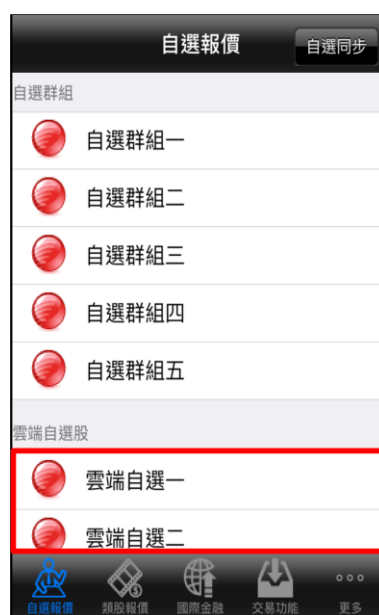 自選報價
自選同步
自選群組
自選群組一
自選群組二
自選群組三
自選群組四
自選群組五
雲端自選股
雲端自選一
雲端自選二
自選報價 類股報價 國際金融 交易功能 更多